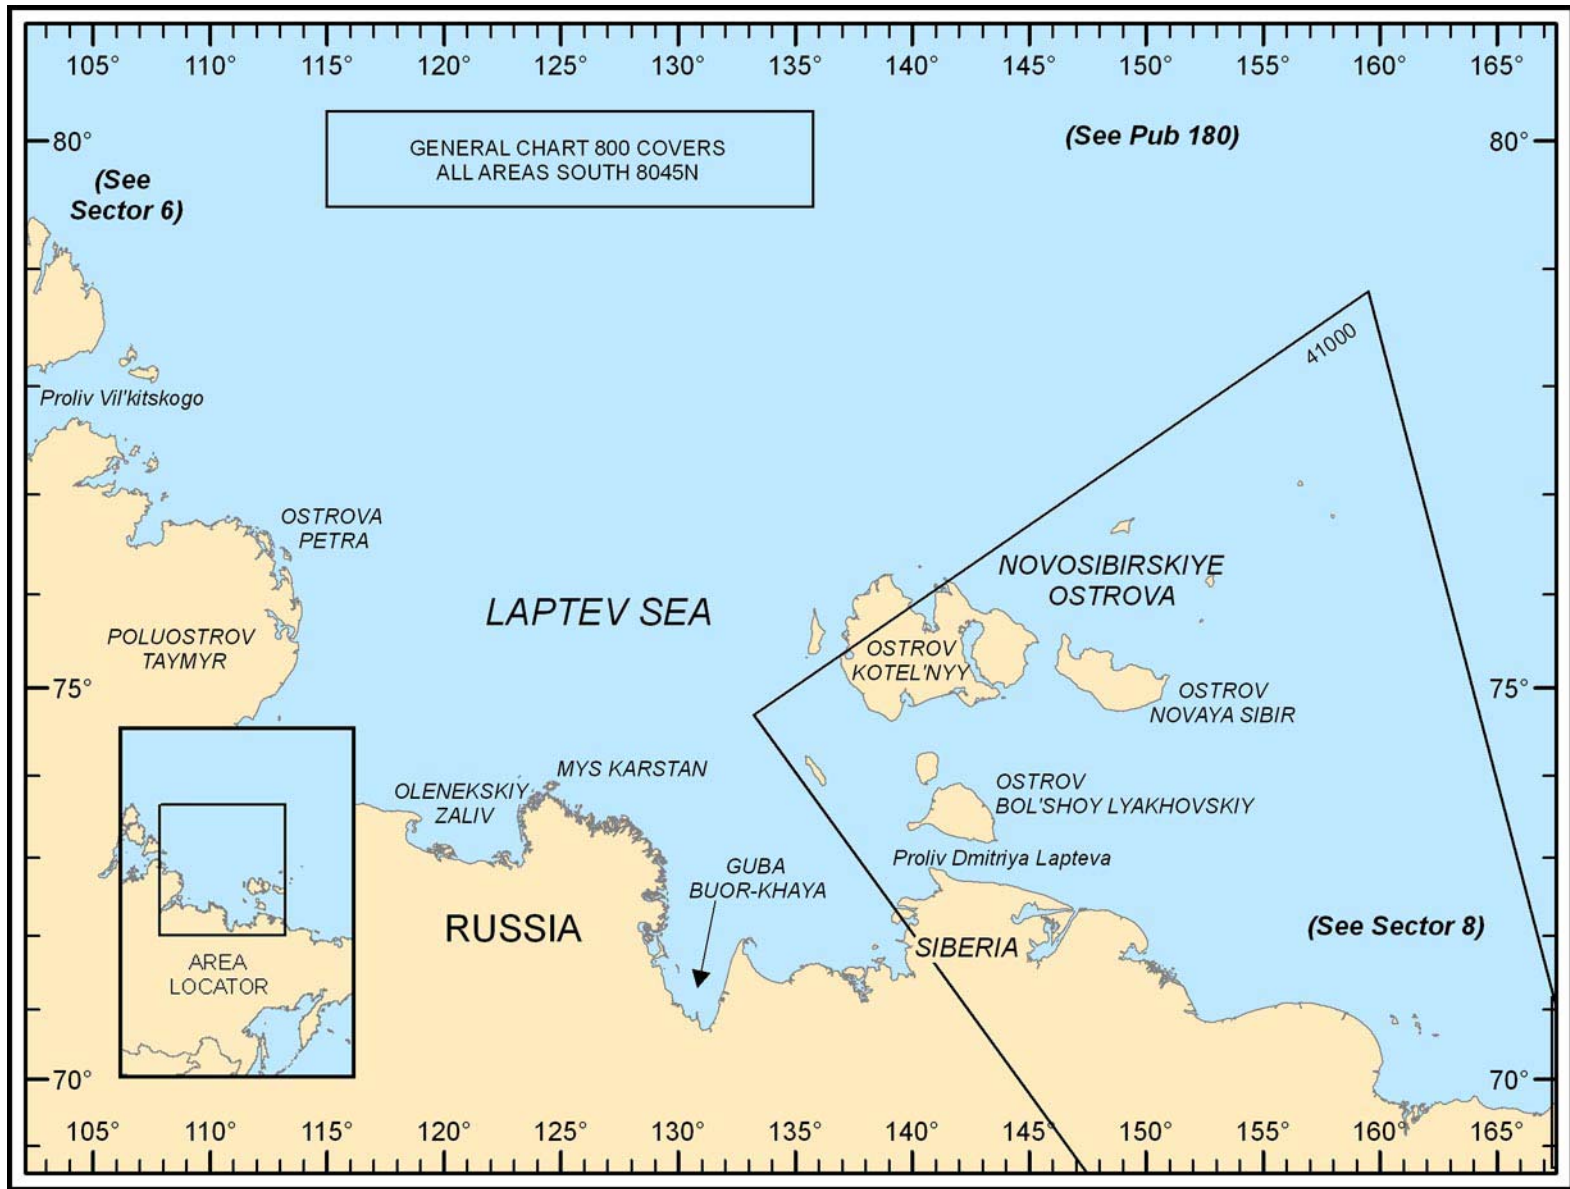 105° 110° 115° 120° 125° 130° 135° 140° 145° 150° 155° 160° 165°
80°
80°
GENERAL CHART 800 COVERS
ALL AREAS SOUTH 8045N
(See Pub 180)
(See
Sector 6)
41000
Proliv Vil'kitskogo
OSTROVA
PETRA
NOVOSIBIRSKIYE
OSTROVA
LAPTEV SEA
POLUOSTROV
TAYMYR
OSTROV
KOTEL'NYY
75°
75°
OSTROV
NOVAYA SIBIR
MYS KARSTAN
OLENEKSKIY
ZALIV
OSTROV
BOL'SHOY LYAKHOVSKIY
Proliv Dmitriya Lapteva
GUBA
BUOR-KHAYA
RUSSIA
SIBERIA
(See Sector 8)
AREA
LOCATOR
70°
70°
105° 110° 115° 120° 125° 130° 135° 140° 145° 150° 155° 160° 165°